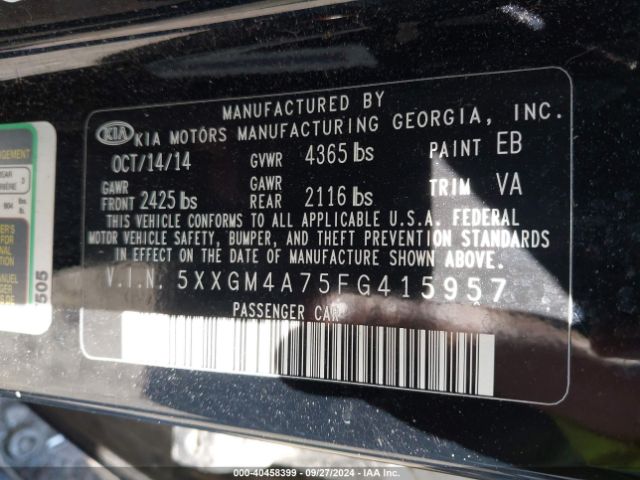 MANUFACTURED BY
KIA KIA MOTORS MANUFACTURING GEORGIA, INC.
OCT/14/14 GVWR 4365 lbs PAINT EB
GAWR FRONT 2425 lbs GAWR REAR 2116 lbs TRIM VA
THIS VEHICLE CONFORMS TO ALL APPLICABLE U.S.A. FEDERAL
MOTOR VEHICLE SAFETY, BUMPER, AND THEFT PREVENTION STANDARDS
IN EFFECT ON THE DATE OF MANUFACTURE SHOWN ABOVE.
V.I.N. 5XXGM4A75FG415957
PASSENGER CAR
505
000-40458399 - 09/27/2024 - IAA Inc.